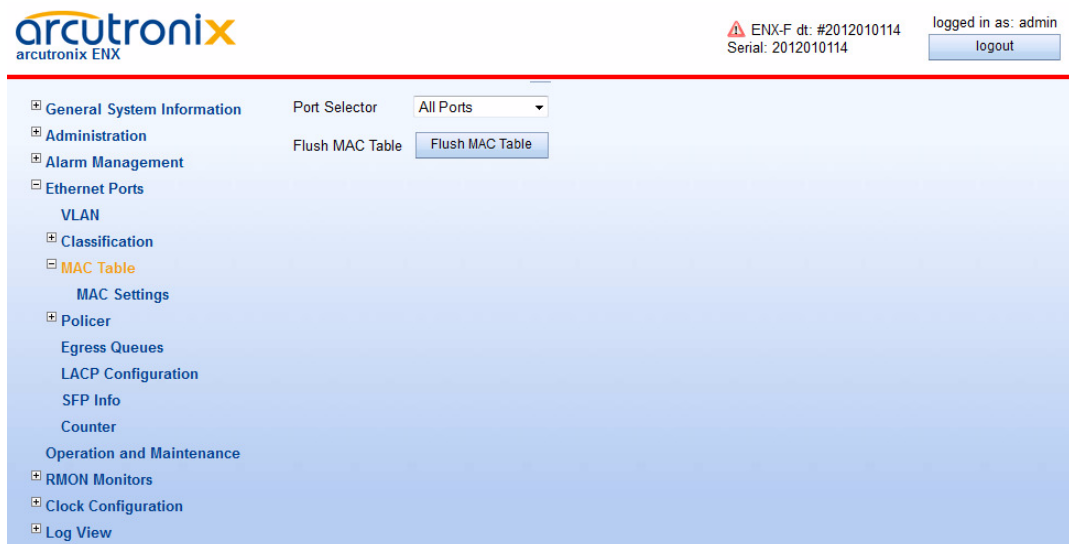 arcutronix
arcutronix ENX
ENX-F dt: #2012010114
Serial: 2012010114
logged in as: admin
logout
Port Selector All Ports
Flush MAC Table Flush MAC Table
General System Information
Administration
Alarm Management
Ethernet Ports
VLAN
Classification
MAC Table
MAC Settings
Policer
Egress Queues
LACP Configuration
SFP Info
Counter
Operation and Maintenance
RMON Monitors
Clock Configuration
Log View